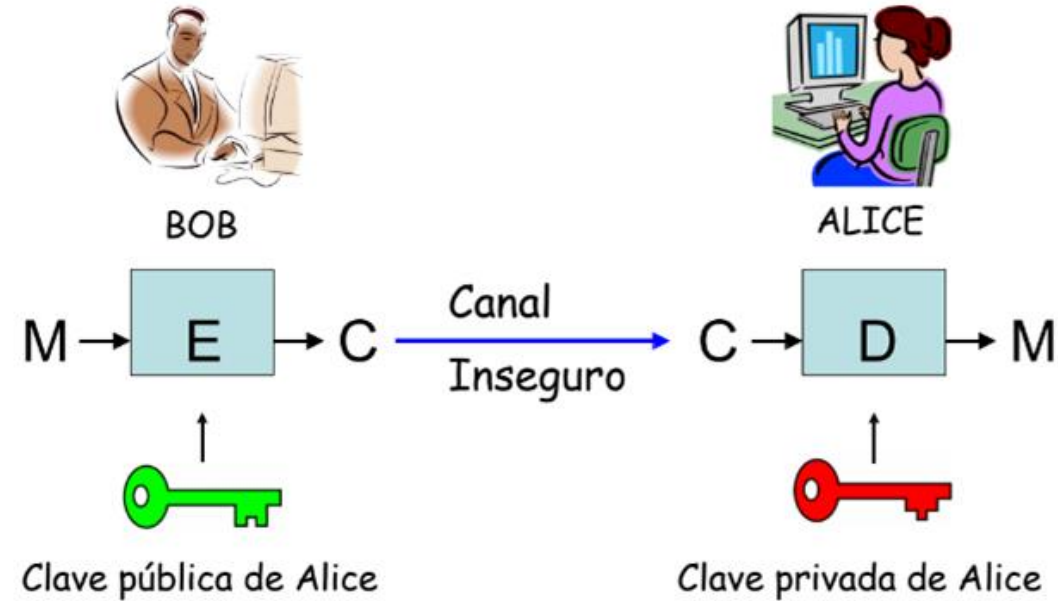 BOB
ALICE
M E C Canal C D M
Inseguro
Clave pública de Alice
Clave privada de Alice